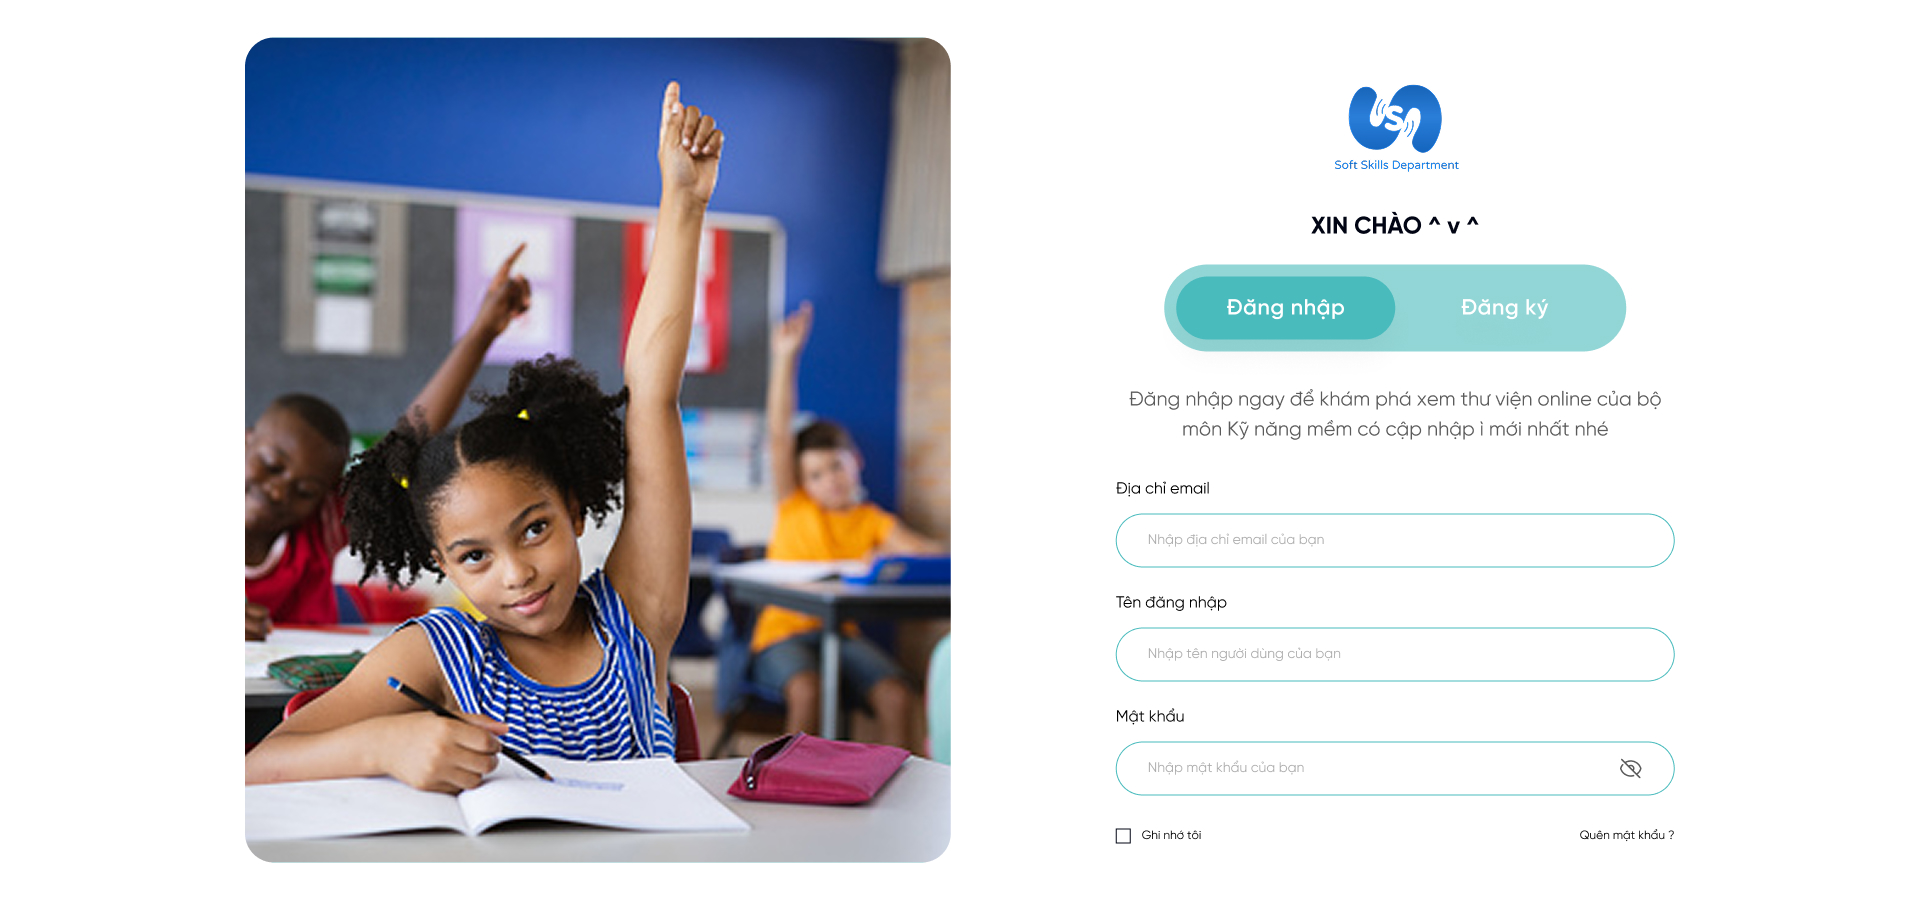 SSN
Soft Skills Department
XIN CHÀO ^ v ^
Đăng nhập
Đăng ký
Đăng nhập ngay để khám phá xem thư viện online của bộ
môn Kỹ năng mềm có cập nhập ì mới nhất nhé
Địa chỉ email
Nhập địa chỉ email của bạn
Tên đăng nhập
Nhập tên người dùng của bạn
Mật khẩu
Nhập mật khẩu của bạn
Ghi nhớ tôi
Quên mật khẩu ?